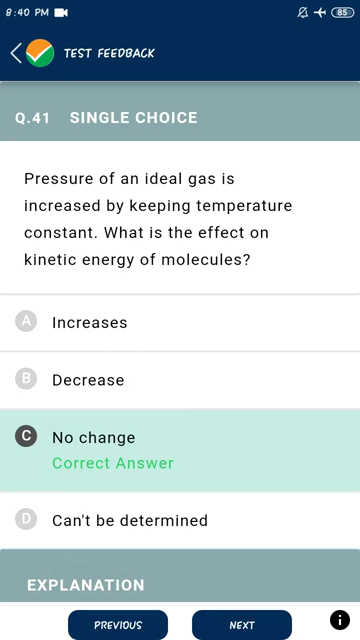 8:40 PM
85
TEST FEEDBACK
Q.41 SINGLE CHOICE
Pressure of an ideal gas is
increased by keeping temperature
constant. What is the effect on
kinetic energy of molecules?
A Increases
B Decrease
C No change
Correct Answer
D Can't be determined
EXPLANATION
PREVIOUS NEXT